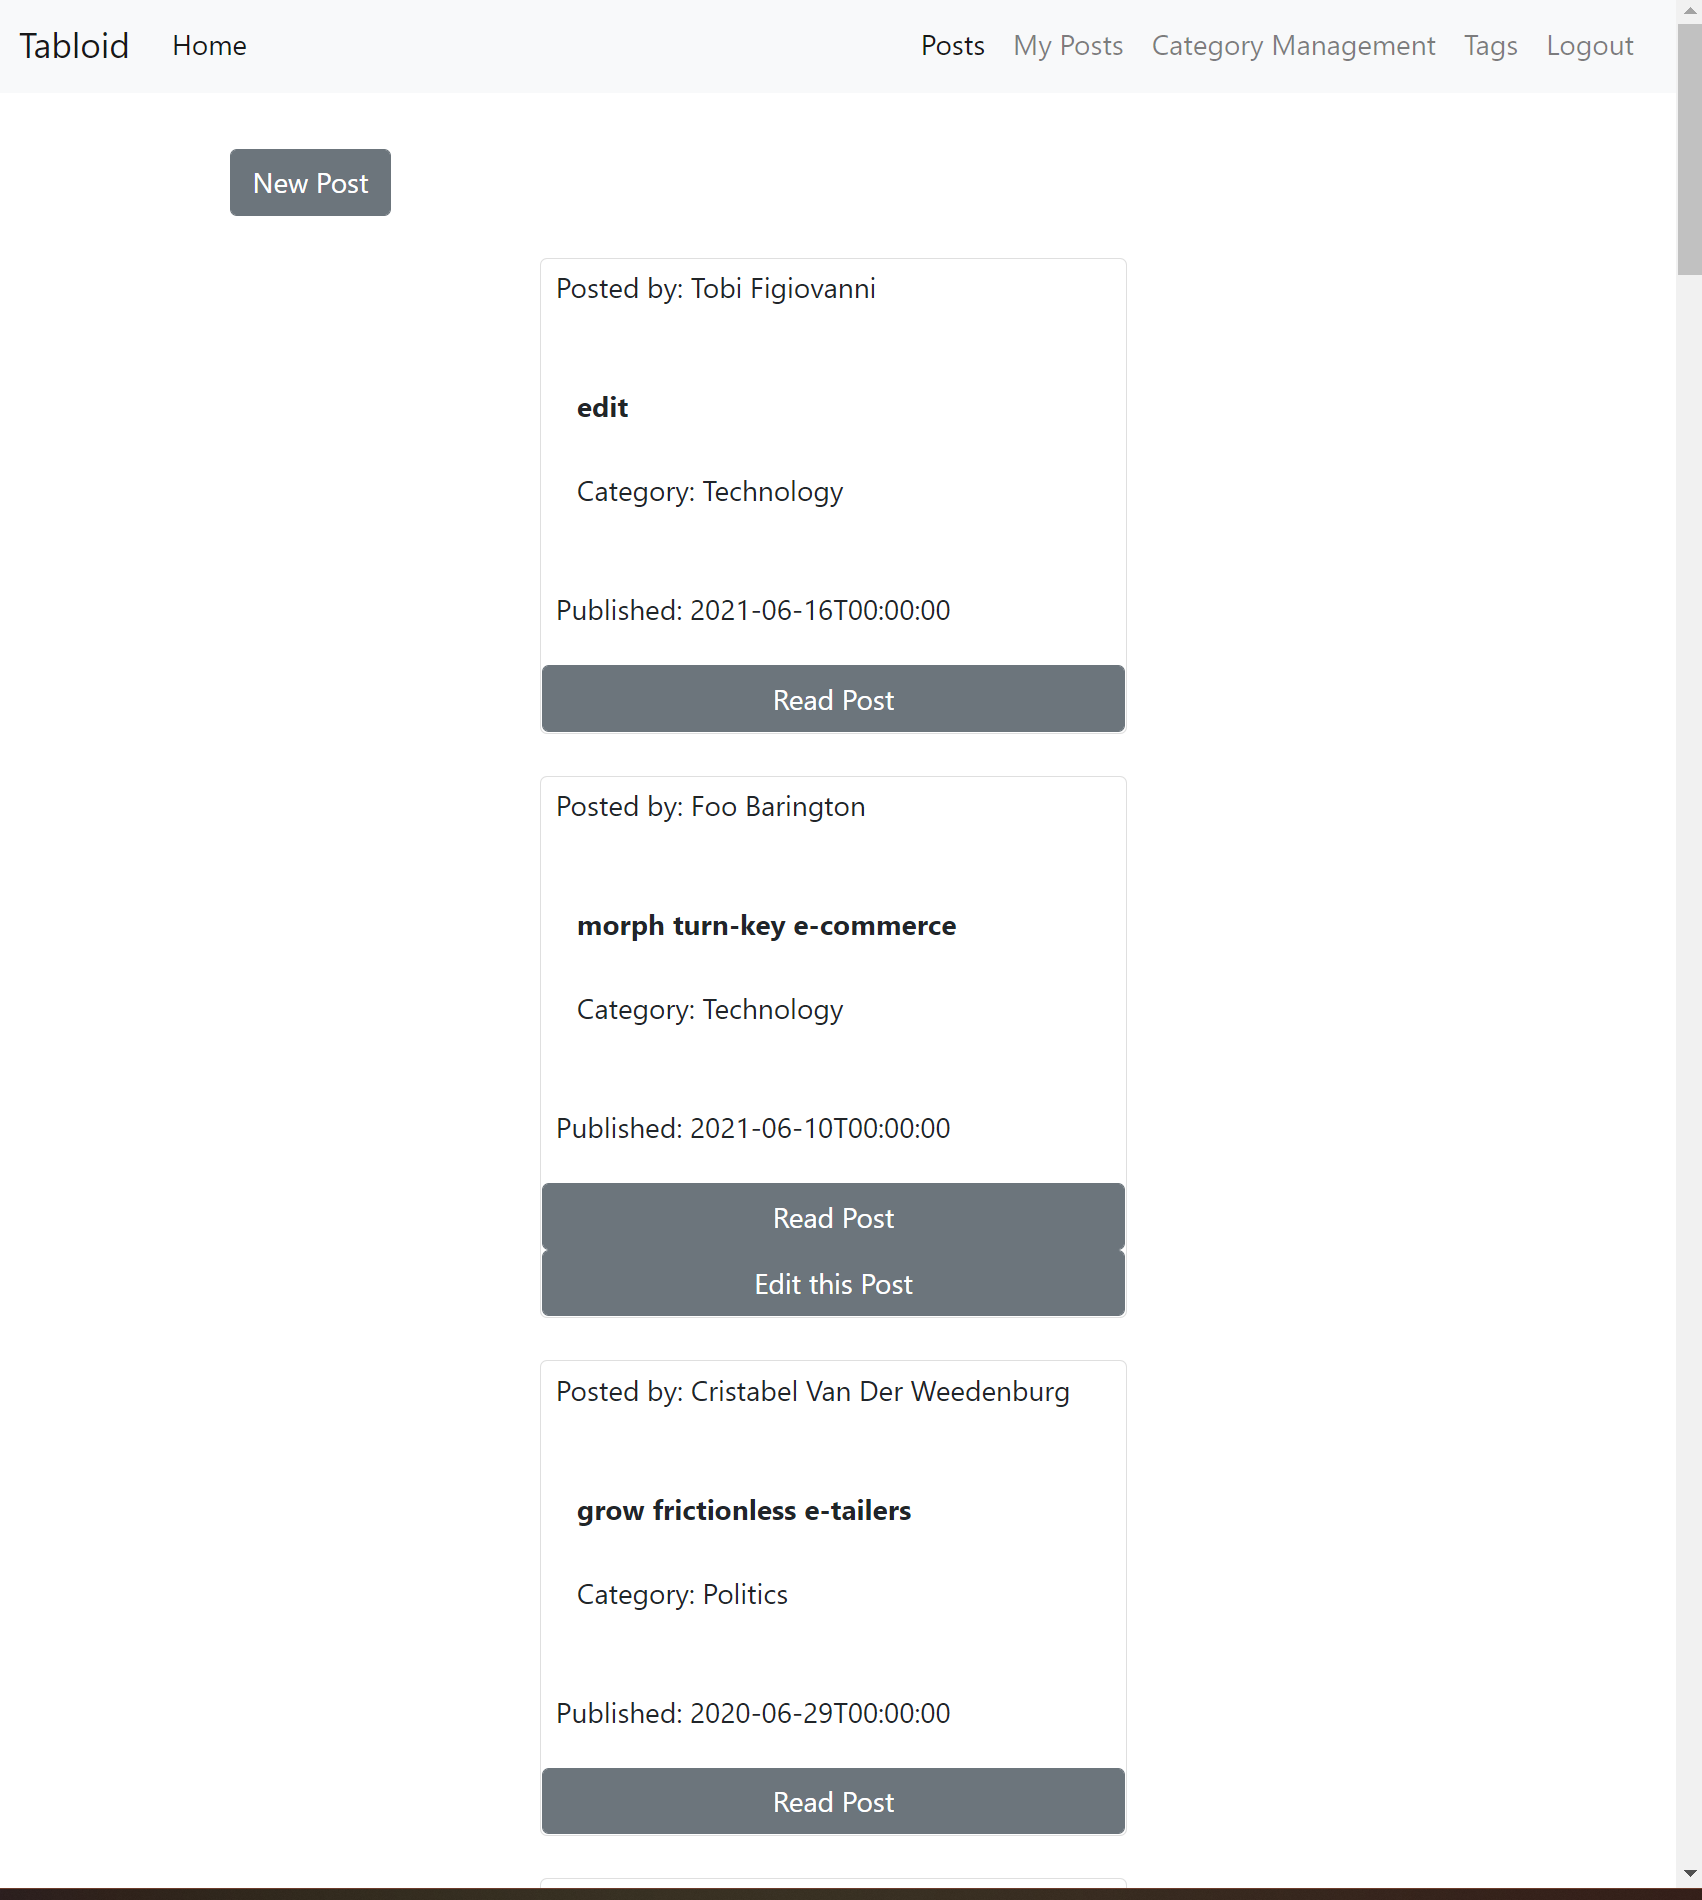 Tabloid Home Posts My Posts Category Management Tags Logout
New Post
Posted by: Tobi Figiovanni
edit
Category: Technology
Published: 2021-06-16T00:00:00
Read Post
Posted by: Foo Barington
morph turn-key e-commerce
Category: Technology
Published: 2021-06-10T00:00:00
Read Post
Edit this Post
Posted by: Cristabel Van Der Weedenburg
grow frictionless e-tailers
Category: Politics
Published: 2020-06-29T00:00:00
Read Post